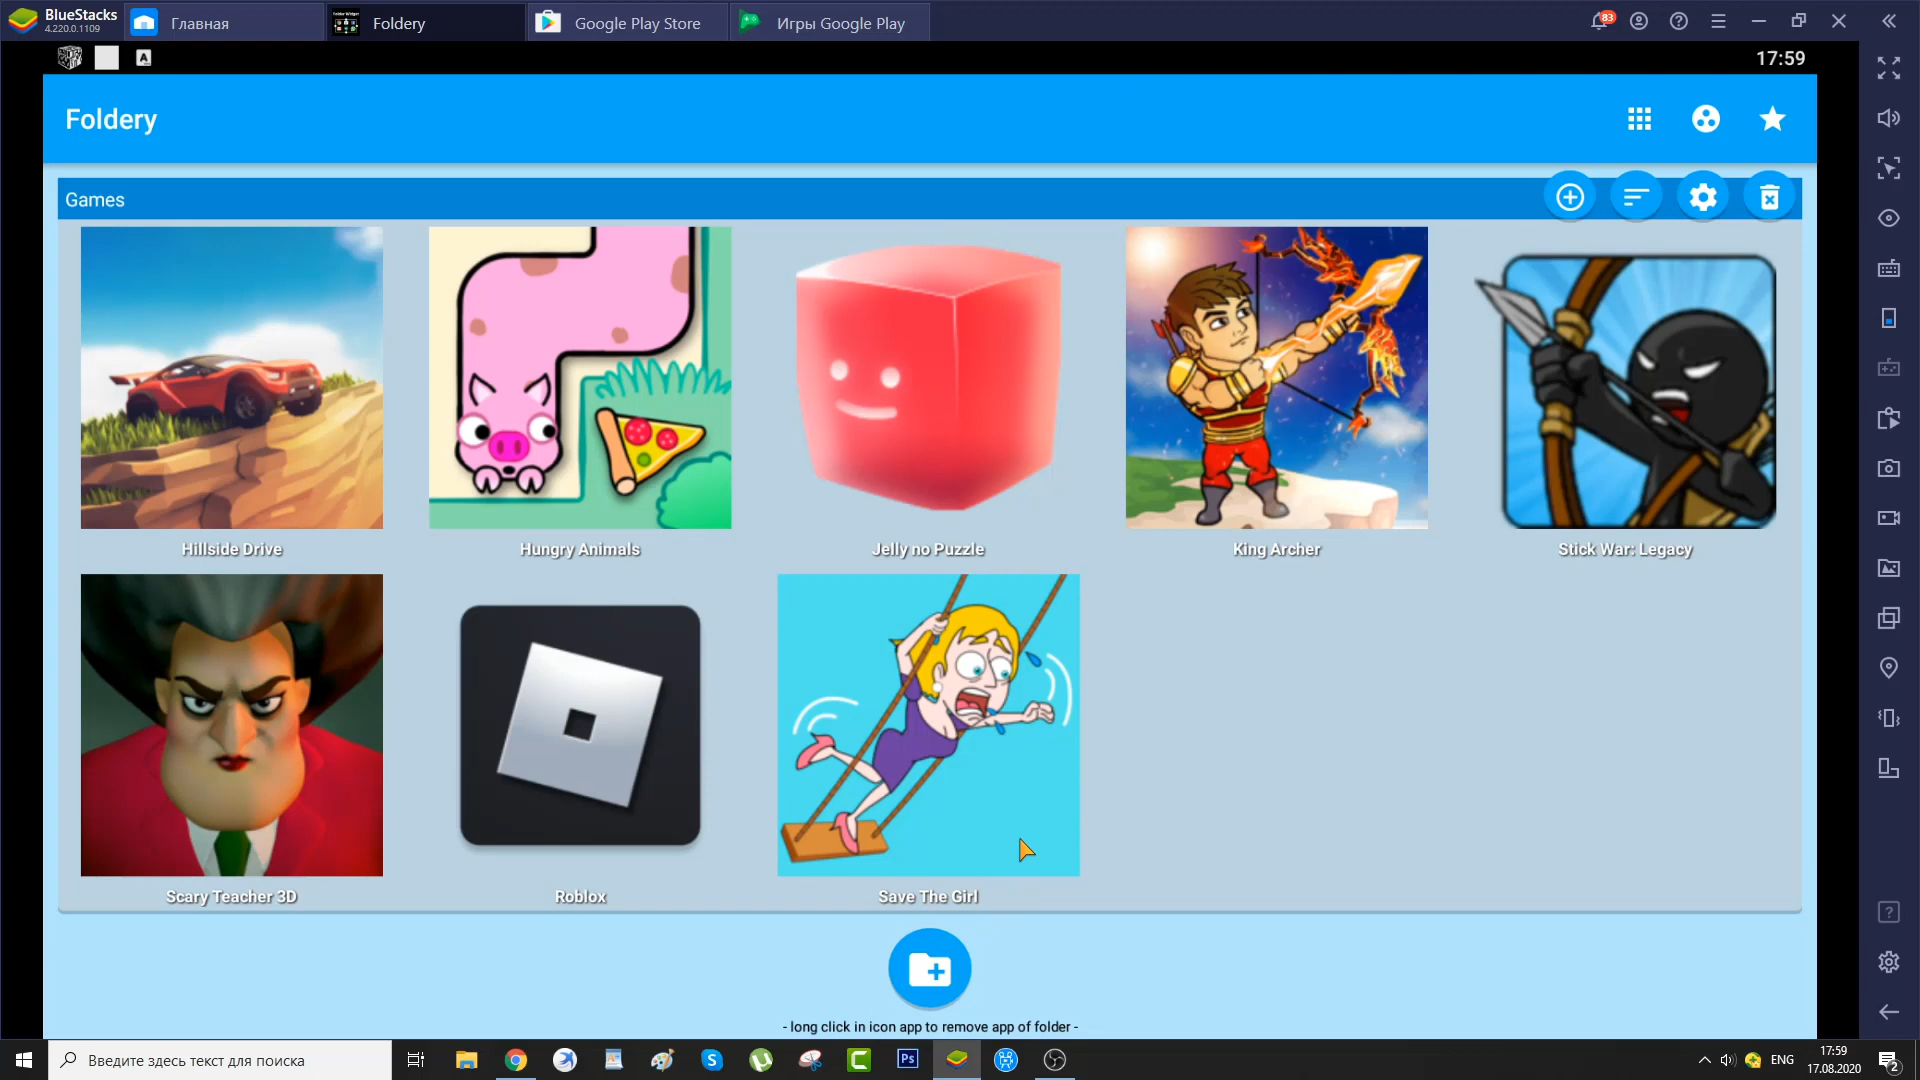 BlueStacks
4.220.0.1109
Главная
Foldery
Google Play Store
Игры Google Play
83
17:59
Foldery
Games
Hillside Drive
Hungry Animals
Jelly no Puzzle
King Archer
Stick War: Legacy
Scary Teacher 3D
Roblox
Save The Girl
- long click in icon app to remove app of folder -
Введите здесь текст для поиска
Ps
ENG
17:59
17.08.2020
2